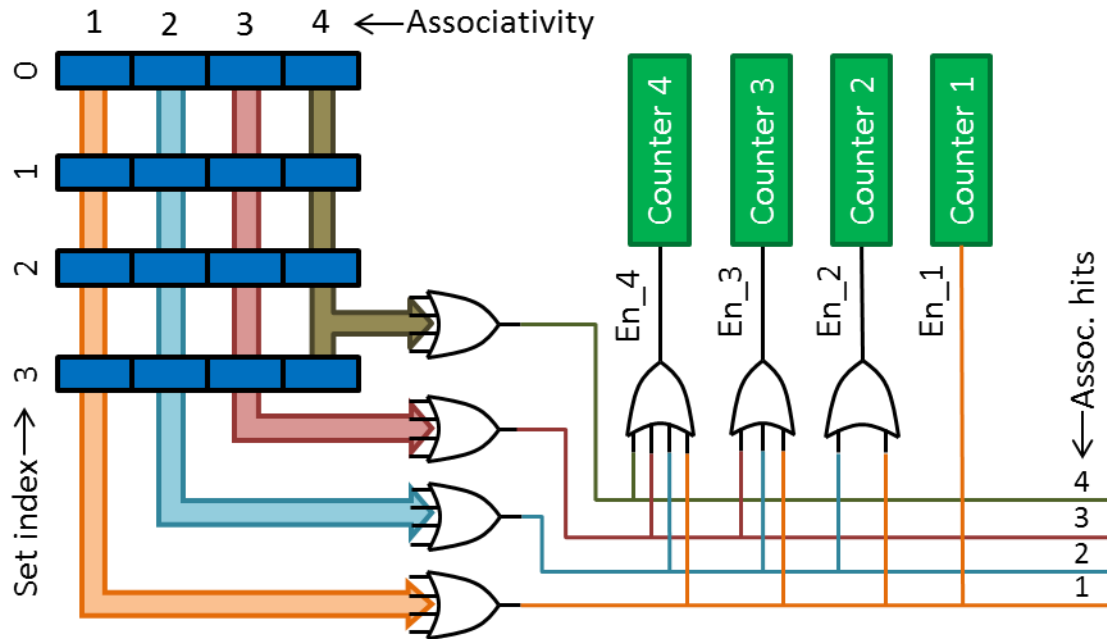 1 2 3 4 ←Associativity
0
1
2
3
Set index→
Counter 4
Counter 3
Counter 2
Counter 1
En_4
En_3
En_2
En_1
←Assoc. hits
4
3
2
1